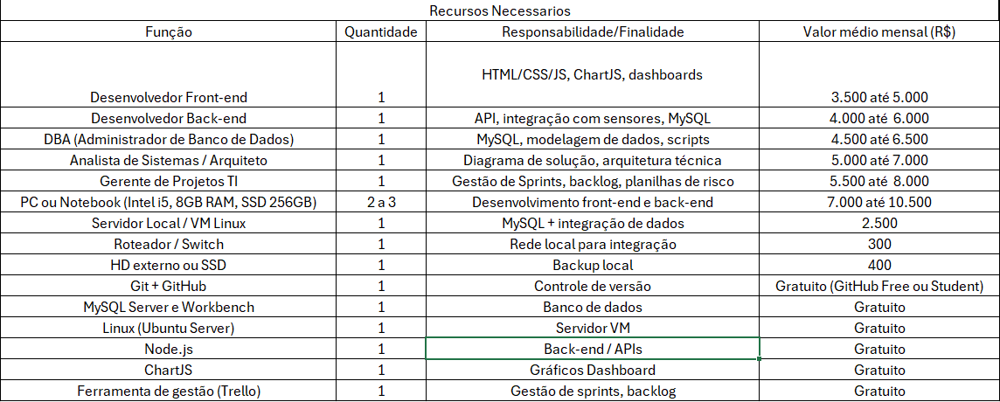 Recursos Necessarios
Função Quantidade Responsabilidade/Finalidade Valor médio mensal (R$)
Desenvolvedor Front-end 1 HTML/CSS/JS, ChartJS, dashboards 3.500 até 5.000
Desenvolvedor Back-end 1 API, integração com sensores, MySQL 4.000 até 6.000
DBA (Administrador de Banco de Dados) 1 MySQL, modelagem de dados, scripts 4.500 até 6.500
Analista de Sistemas / Arquiteto 1 Diagrama de solução, arquitetura técnica 5.000 até 7.000
Gerente de Projetos TI 1 Gestão de Sprints, backlog, planilhas de risco 5.500 até 8.000
PC ou Notebook (Intel i5, 8GB RAM, SSD 256GB) 2 a 3 Desenvolvimento front-end e back-end 7.000 até 10.500
Servidor Local / VM Linux 1 MySQL + integração de dados 2.500
Roteador / Switch 1 Rede local para integração 300
HD externo ou SSD 1 Backup local 400
Git + GitHub 1 Controle de versão Gratuito (GitHub Free ou Student)
MySQL Server e Workbench 1 Banco de dados Gratuito
Linux (Ubuntu Server) 1 Servidor VM Gratuito
Node.js 1 Back-end / APIs Gratuito
ChartJS 1 Gráficos Dashboard Gratuito
Ferramenta de gestão (Trello) 1 Gestão de sprints, backlog Gratuito